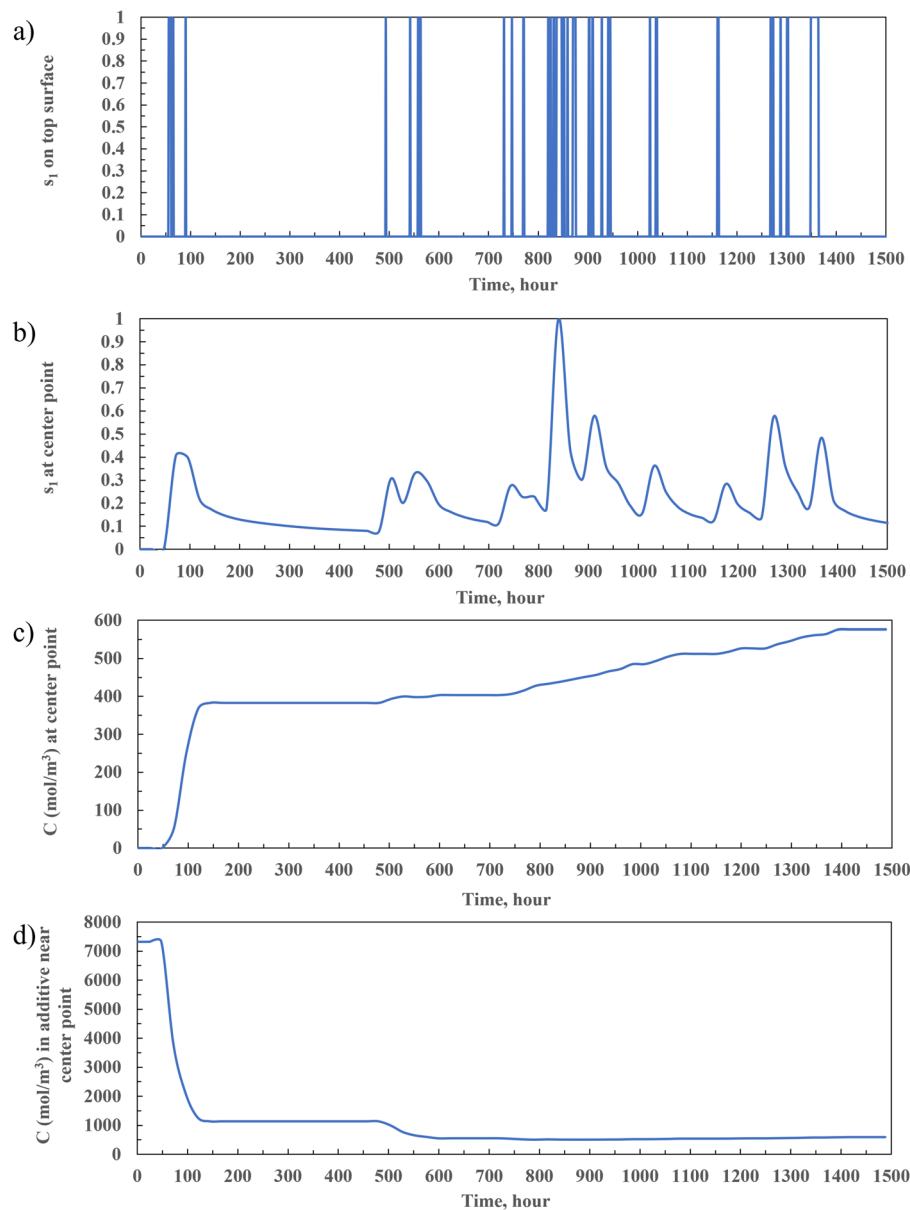 a)
s₁ on top surface
1
0.9
0.8
0.7
0.6
0.5
0.4
0.3
0.2
0.1
0
0 100 200 300 400 500 600 700 800 900 1000 1100 1200 1300 1400 1500
Time, hour
b)
s₁ at center point
1
0.9
0.8
0.7
0.6
0.5
0.4
0.3
0.2
0.1
0
0 100 200 300 400 500 600 700 800 900 1000 1100 1200 1300 1400 1500
Time, hour
c)
C (mol/m³) at center point
600
500
400
300
200
100
0
0 100 200 300 400 500 600 700 800 900 1000 1100 1200 1300 1400 1500
Time, hour
d)
C (mol/m³) in additive near
center point
8000
7000
6000
5000
4000
3000
2000
1000
0
0 100 200 300 400 500 600 700 800 900 1000 1100 1200 1300 1400 1500
Time, hour